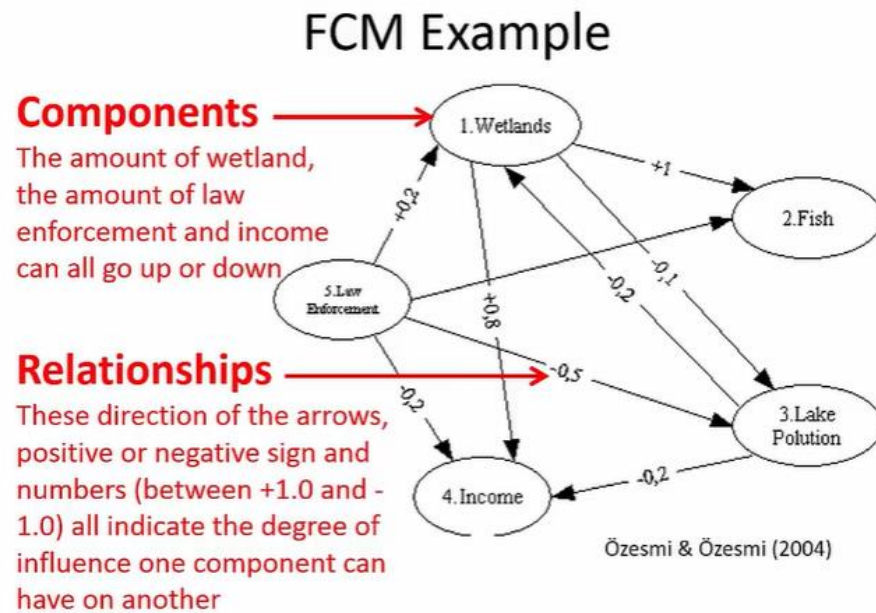 FCM Example
Components
The amount of wetland,
the amount of law
enforcement and income
can all go up or down
Relationships
These direction of the arrows,
positive or negative sign and
numbers (between +1.0 and -
1.0) all indicate the degree of
influence one component can
have on another
1.Wetlands
+1
2.Fish
+0,2
-0,1
-0,2
5.Law
Enforcement
+0,8
-0,5
-0,2
3.Lake
Polution
-0,2
4.Income
Özesmi & Özesmi (2004)